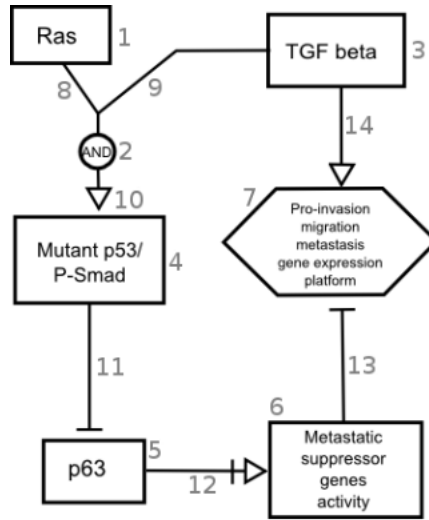 Ras
1
TGF beta
3
8
9
AND
2
14
10
7
Pro-invasion
migration
metastasis
gene expression
platform
Mutant p53/
P-Smad
4
11
13
6
5
p63
12
Metastatic
suppressor
genes
activity